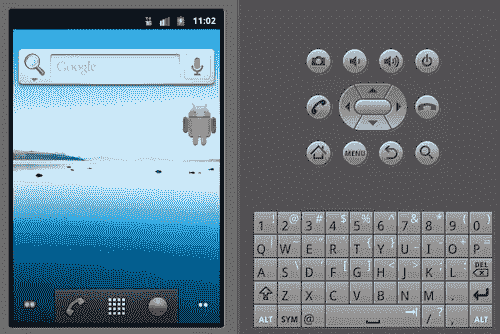 11:02
Google
MENU
1 ! 2 @ 3 # 4 $ 5 % 6 ^ 7 & 8 * 9 ( 0 )
Q W E R T Y U I O P
A S D F G H J K L DEL
Z X C V B N M .
ALT SYM @ / ? , ALT